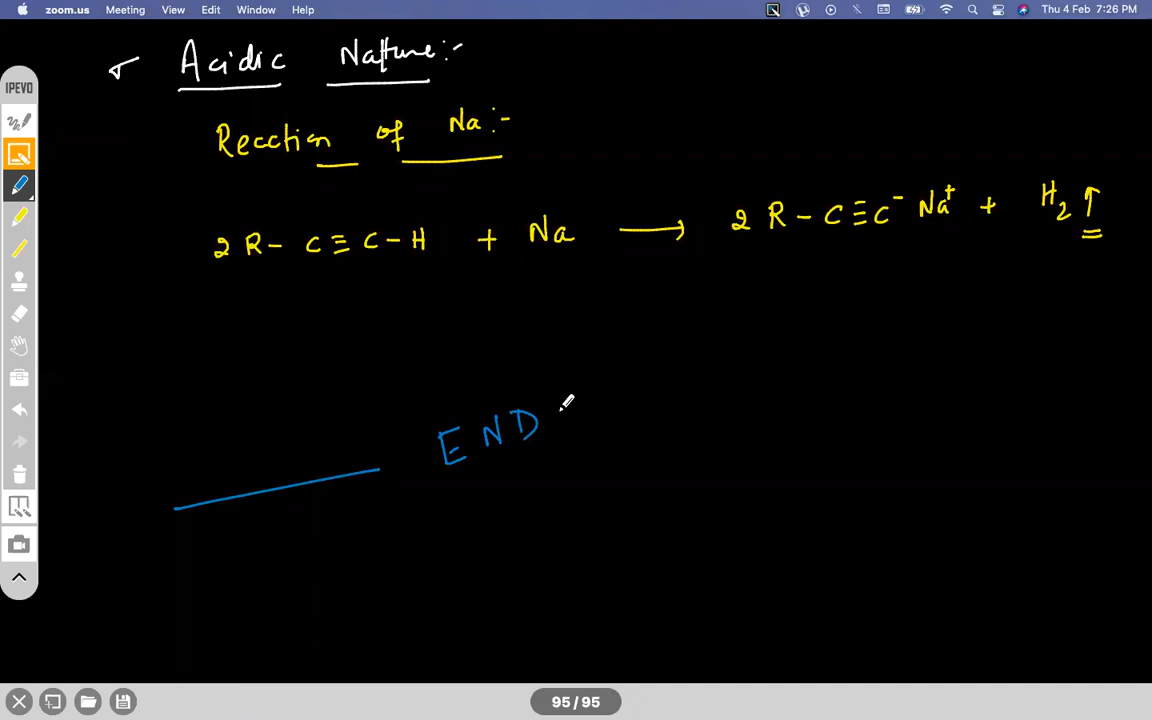 zoom.us Meeting View Edit Window Help Thu 4 Feb 7:26 PM
IPEVO
Acidic Nature:-
Reaction of Na:-
2 R - C ≡ C - H + Na ⟶ 2 R - C ≡ C⁻ Na⁺ + H₂ ↑
END
95/95